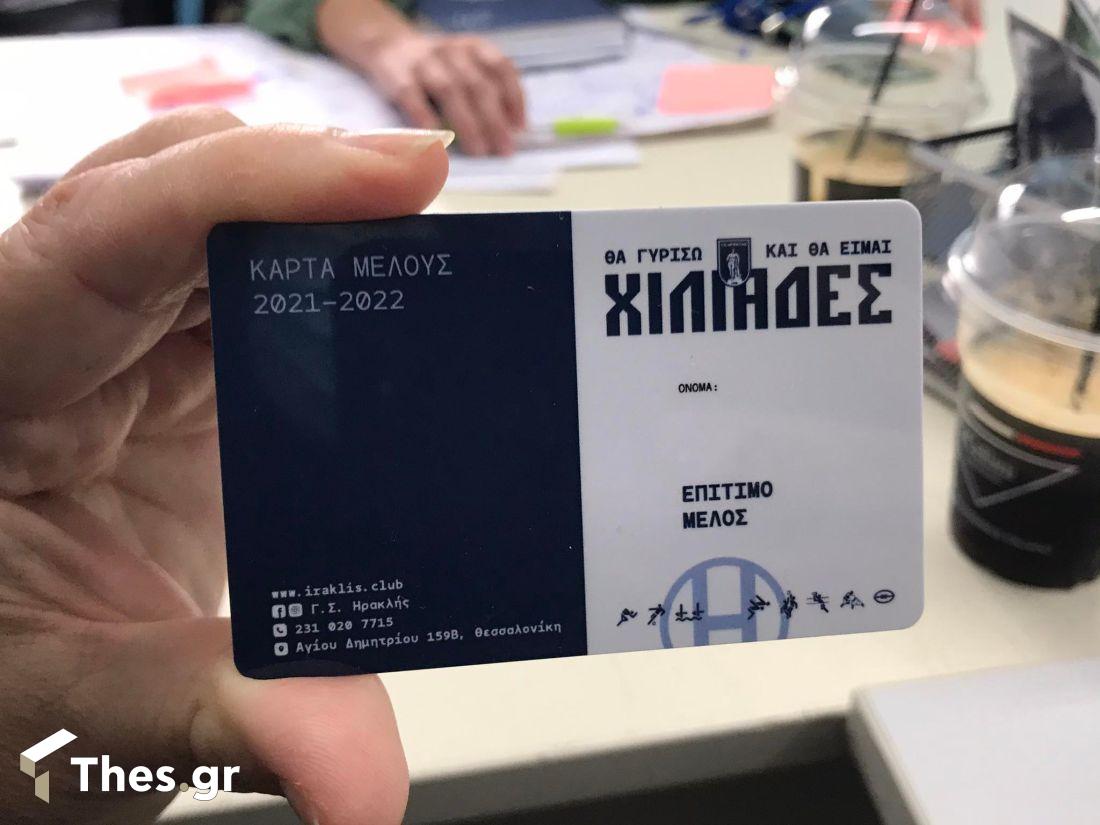 ΚΑΡΤΑ ΜΕΛΟΥΣ
2021-2022
www.iraklis.club
Γ.Σ. Ηρακλής
231 020 7715
Αγίου Δημητρίου 159Β, Θεσσαλονίκη
ΘΑ ΓΥΡΙΣΩ ΚΑΙ ΘΑ ΕΙΜΑΙ
ΧΙΛΙΑΔΕΣ
ΟΝΟΜΑ:
ΕΠΙΤΙΜΟ
ΜΕΛΟΣ
Thes.gr